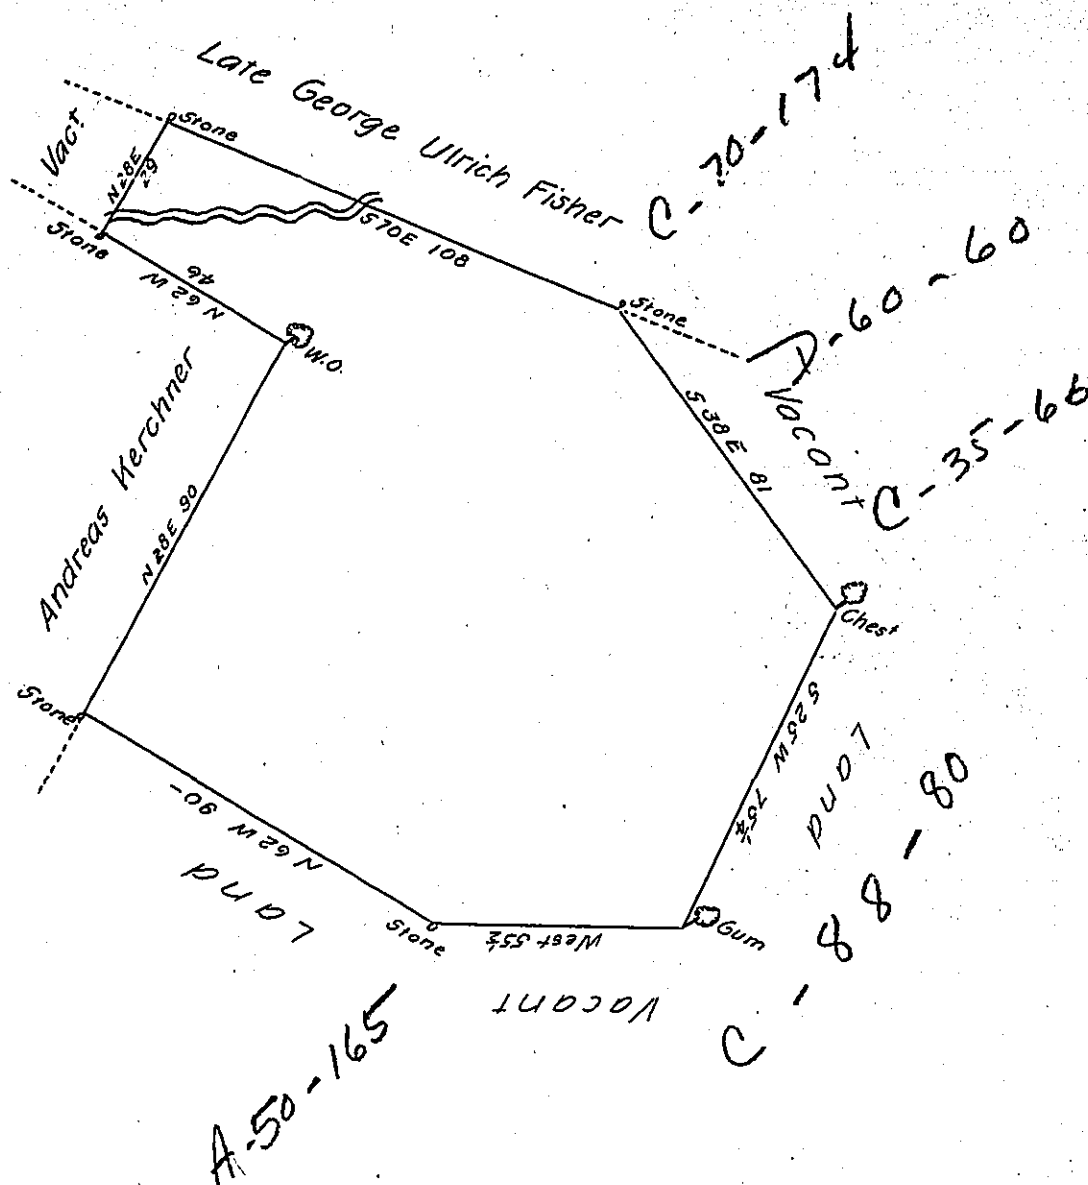 Late George Ulrich Fisher
C-70-174
Vact.
Stone
N28E
29
S70E 108
Stone
N 62 W
46
W.O.
Stone
D-60-60
Vacant
C-35-66
S38E 81
Andreas Kerchner
N28E 90
Chest
Stone
S25W 75¼
Land
C-88-80
N62W 90-
Land
Stone
West 55½
Gum
Vacant
A-50-165